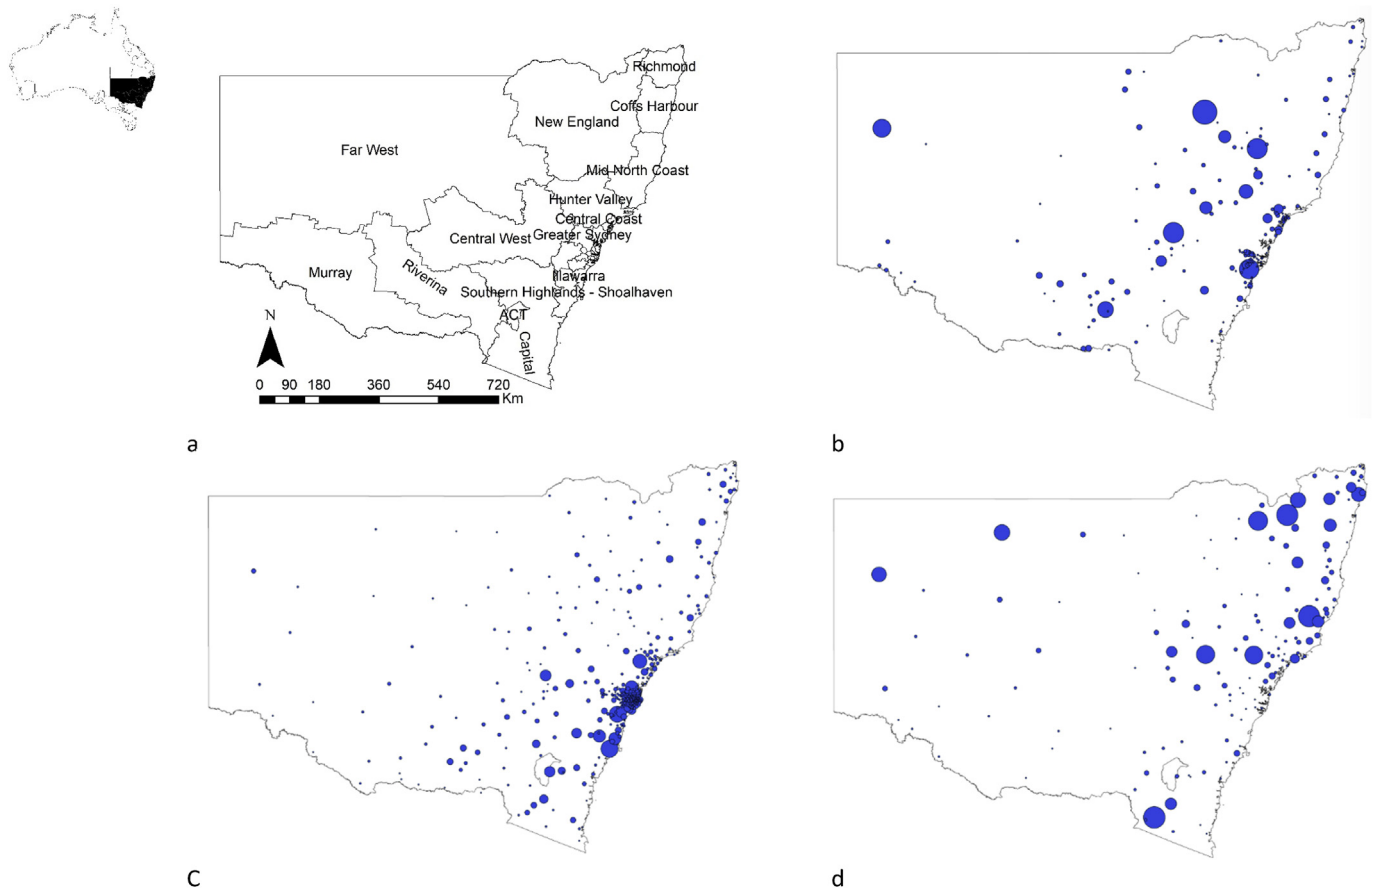 Richmond
Coffs Harbour
New England
Far West
Mid North Coast
Hunter Valley
Central Coast
Central West
Greater Sydney
Murray
Riverina
Illawarra
Southern Highlands - Shoalhaven
ACT
Capital
N
0 90 180 360 540 720
Km
a
b
C
d